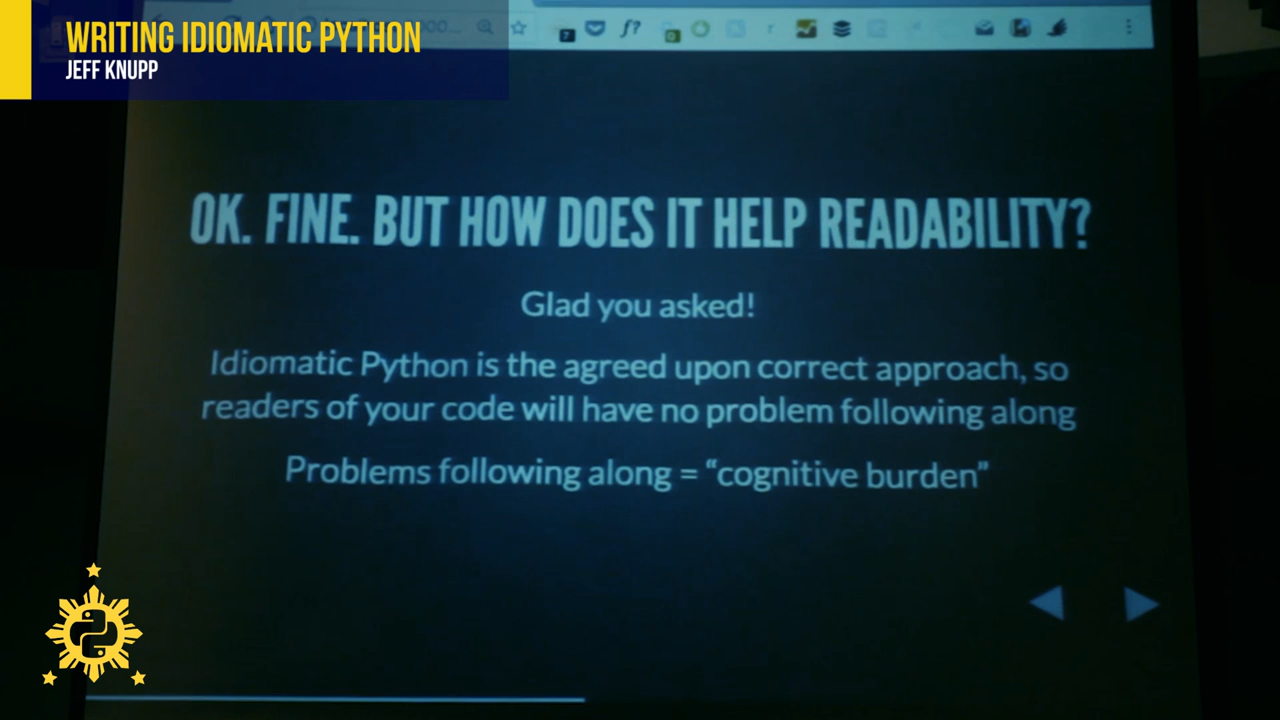 WRITING IDIOMATIC PYTHON
JEFF KNUPP
f?
OK. FINE. BUT HOW DOES IT HELP READABILITY?
Glad you asked!
Idiomatic Python is the agreed upon correct approach, so
readers of your code will have no problem following along
Problems following along = “cognitive burden”